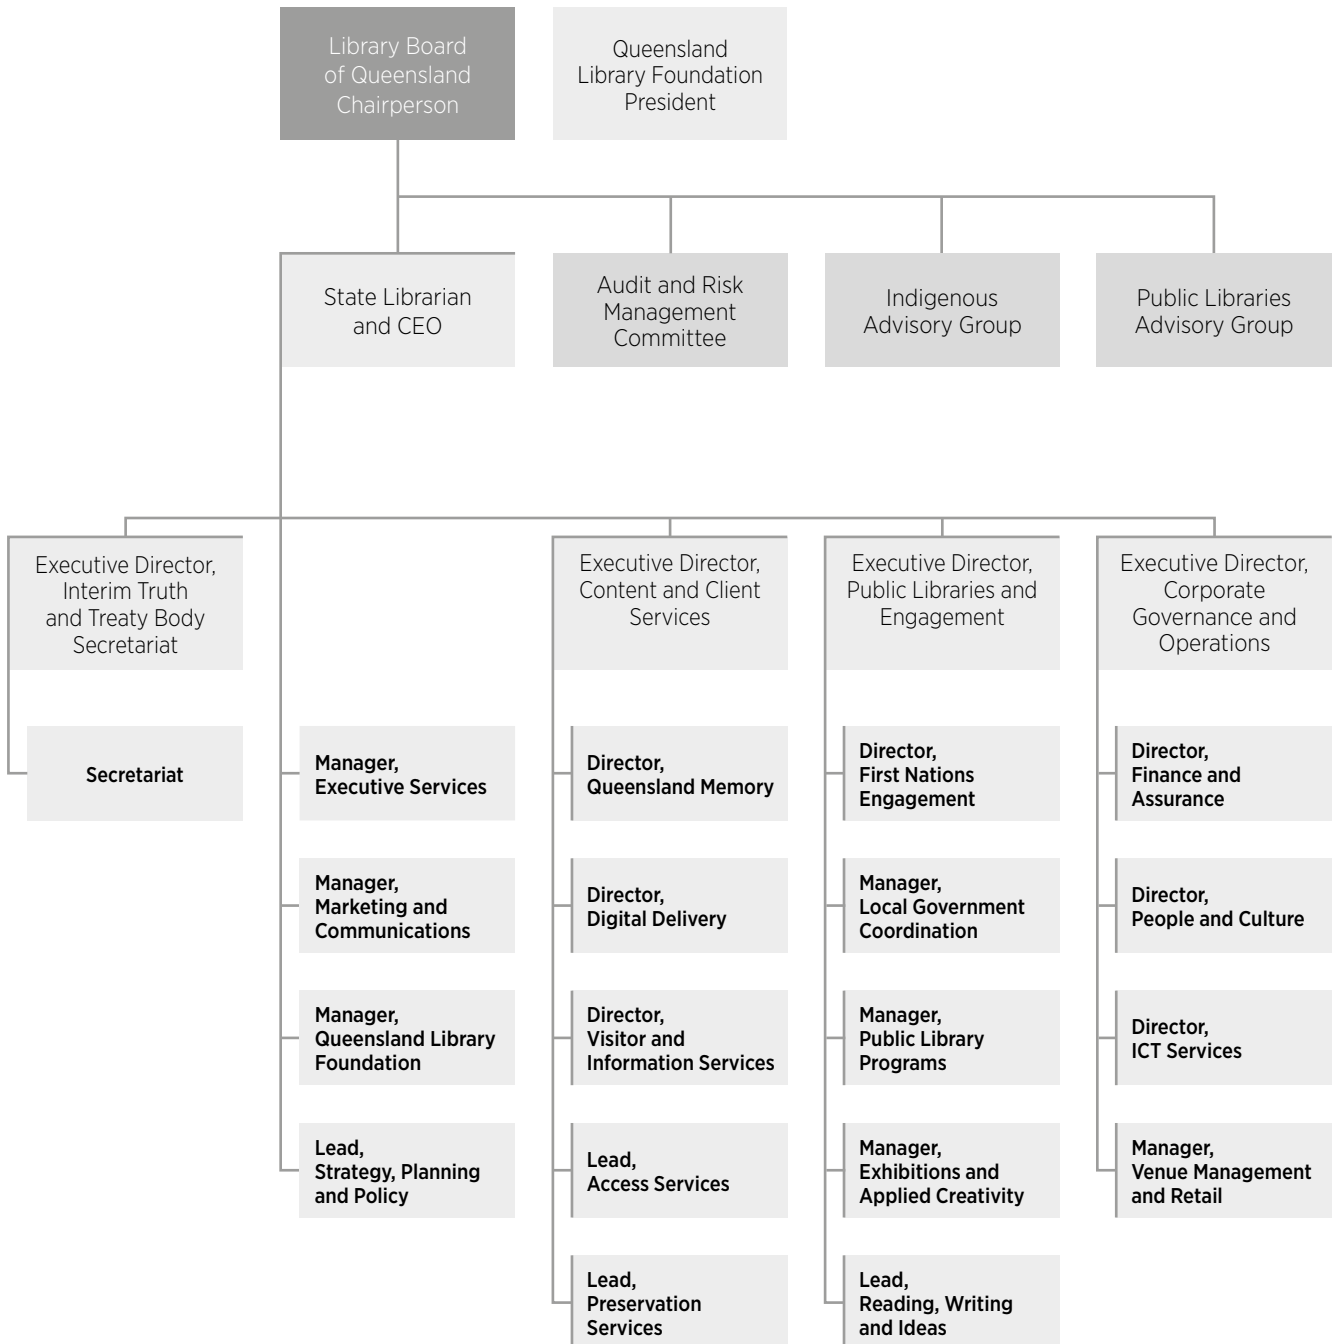 Library Board
of Queensland
Chairperson
Queensland
Library Foundation
President
State Librarian
and CEO
Audit and Risk
Management
Committee
Indigenous
Advisory Group
Public Libraries
Advisory Group
Executive Director,
Interim Truth
and Treaty Body
Secretariat
Executive Director,
Content and Client
Services
Executive Director,
Public Libraries and
Engagement
Executive Director,
Corporate
Governance and
Operations
Secretariat
Manager,
Executive Services
Director,
Queensland Memory
Director,
First Nations
Engagement
Director,
Finance and
Assurance
Manager,
Marketing and
Communications
Director,
Digital Delivery
Manager,
Local Government
Coordination
Director,
People and Culture
Manager,
Queensland Library
Foundation
Director,
Visitor and
Information Services
Manager,
Public Library
Programs
Director,
ICT Services
Lead,
Strategy, Planning
and Policy
Lead,
Access Services
Manager,
Exhibitions and
Applied Creativity
Manager,
Venue Management
and Retail
Lead,
Preservation
Services
Lead,
Reading, Writing
and Ideas